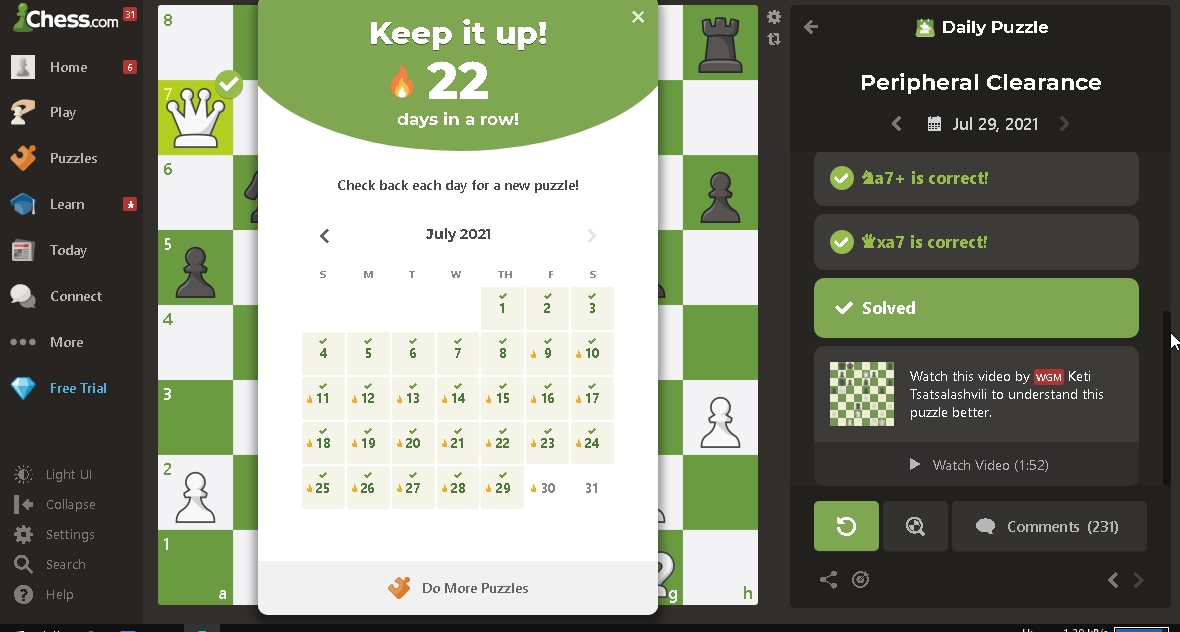 Chess.com 31
Home 6
Play
Puzzles
Learn
Today
Connect
More
Free Trial
Light UI
Collapse
Settings
Search
Help
8
7
6
5
4
3
2
1
a
g
h
Keep it up!
22
days in a row!
Check back each day for a new puzzle!
July 2021
S M T W TH F S
1 2 3
4 5 6 7 8 9 10
11 12 13 14 15 16 17
18 19 20 21 22 23 24
25 26 27 28 29 30 31
Do More Puzzles
Daily Puzzle
Peripheral Clearance
Jul 29, 2021
a7+ is correct!
xa7 is correct!
Solved
Watch this video by WGM Keti
Tsatsalashvili to understand this
puzzle better.
Watch Video (1:52)
Comments (231)